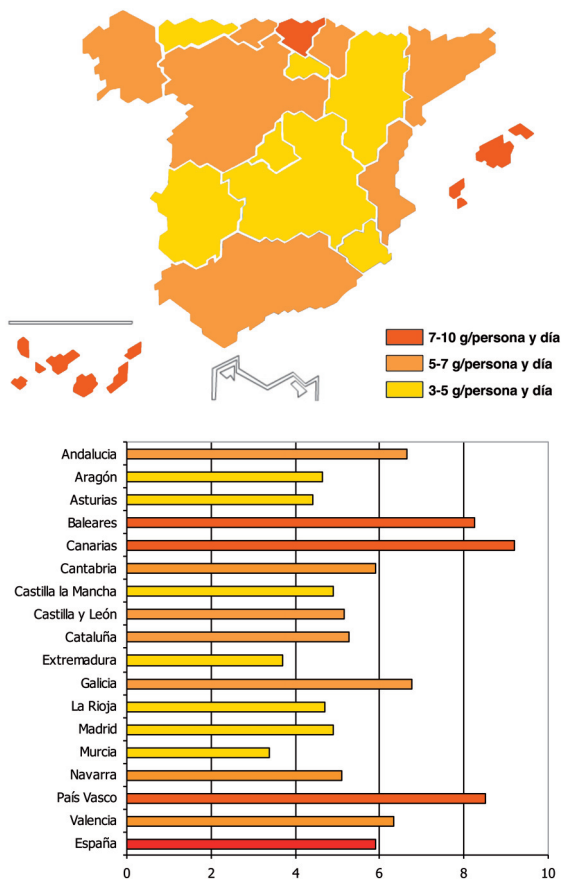 7-10 g/persona y día
5-7 g/persona y día
3-5 g/persona y día
Andalucia
Aragón
Asturias
Baleares
Canarias
Cantabria
Castilla la Mancha
Castilla y León
Cataluña
Extremadura
Galicia
La Rioja
Madrid
Murcia
Navarra
País Vasco
Valencia
España
0 2 4 6 8 10